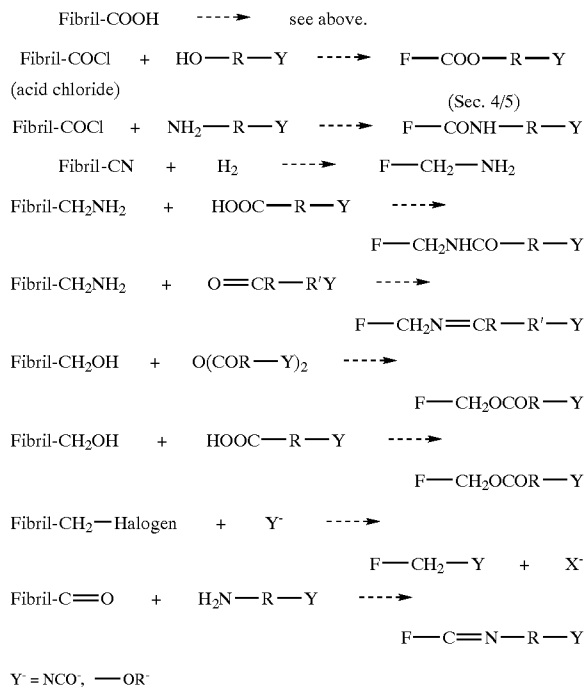 Fibril-COOH ----> see above.
Fibril-COCl + HO—R—Y ----> F—COO—R—Y
(acid chloride) (Sec. 4/5)
Fibril-COCl + NH₂—R—Y ----> F—CONH—R—Y
Fibril-CN + H₂ ----> F—CH₂—NH₂
Fibril-CH₂NH₂ + HOOC—R—Y ---->
F—CH₂NHCO—R—Y
Fibril-CH₂NH₂ + O=CR—R'Y ---->
F—CH₂N=CR—R'—Y
Fibril-CH₂OH + O(COR—Y)₂ ---->
F—CH₂OCOR—Y
Fibril-CH₂OH + HOOC—R—Y ---->
F—CH₂OCOR—Y
Fibril-CH₂—Halogen + Y⁻ ---->
F—CH₂—Y + X⁻
Fibril-C=O + H₂N—R—Y ---->
F—C=N—R—Y
Y⁻ = NCO⁻, —OR⁻